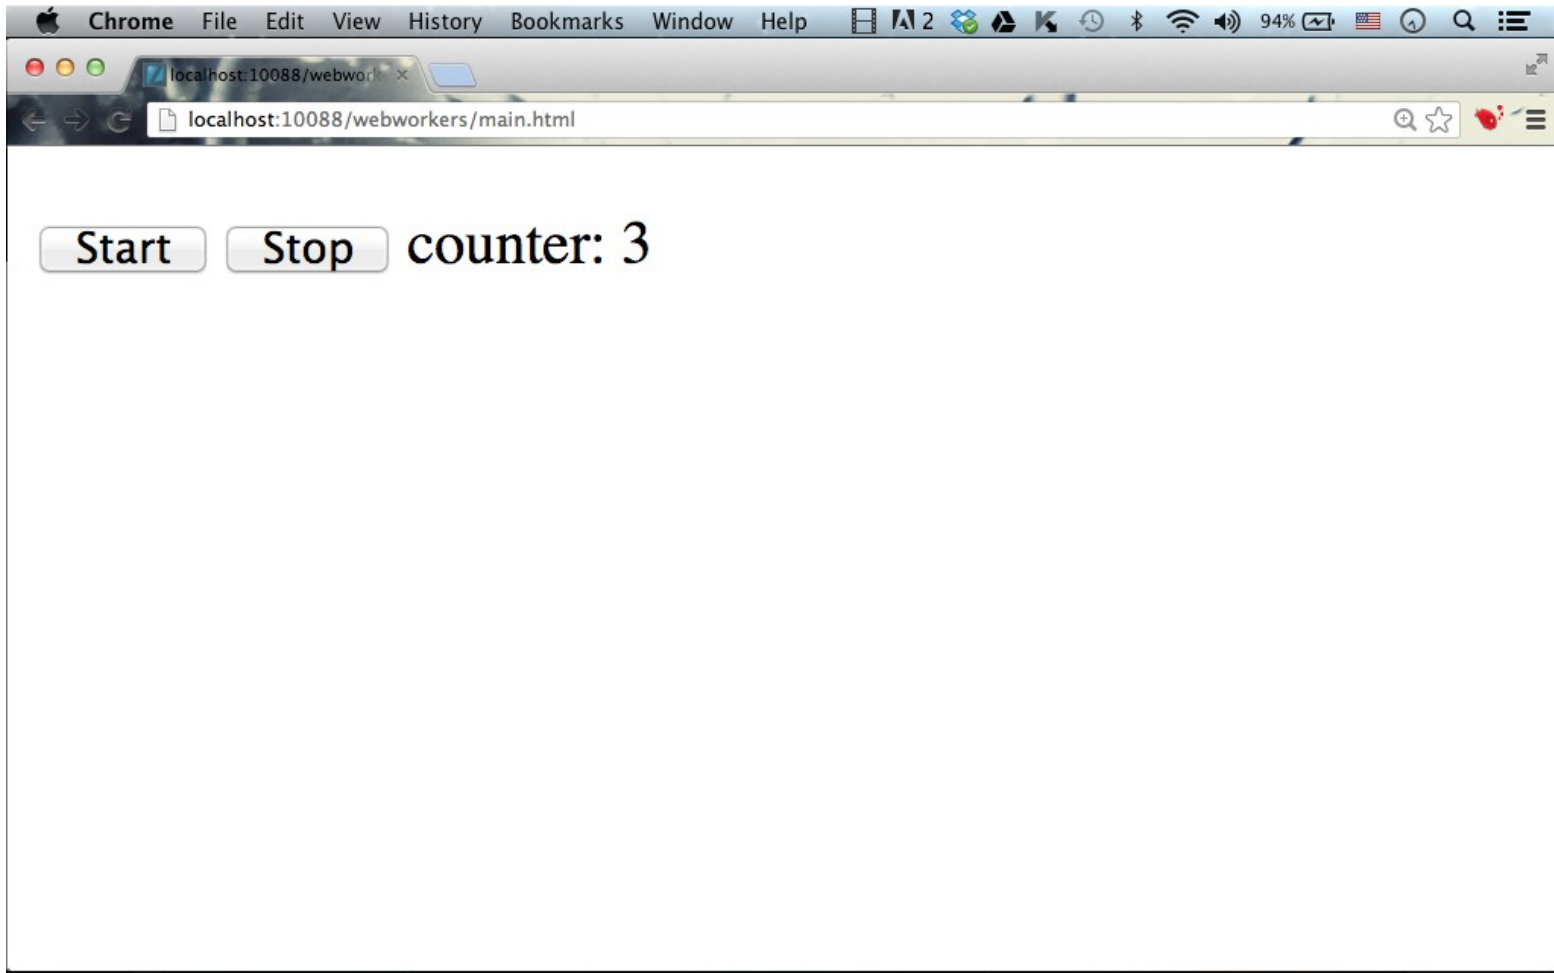 Chrome File Edit View History Bookmarks Window Help 2 94%
localhost:10088/webwork
localhost:10088/webworkers/main.html
Start Stop counter: 3